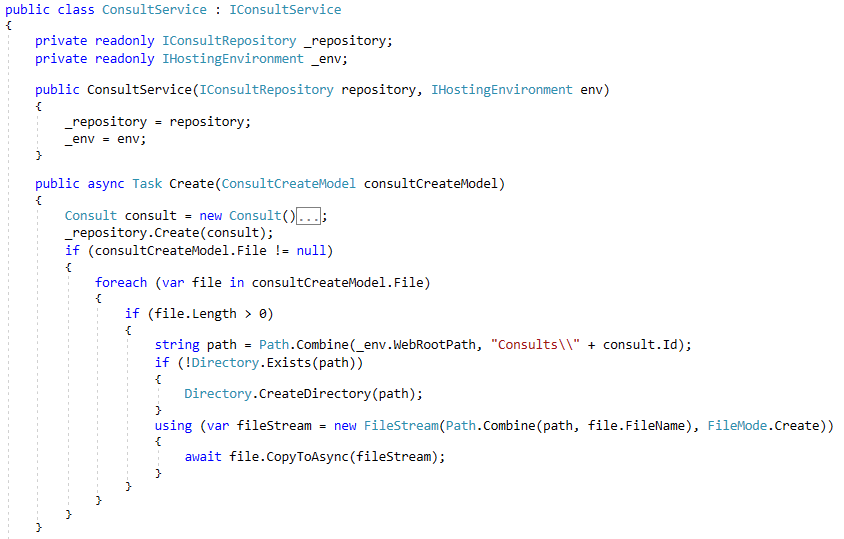 public class ConsultService : IConsultService
{
    private readonly IConsultRepository _repository;
    private readonly IHostingEnvironment _env;

    public ConsultService(IConsultRepository repository, IHostingEnvironment env)
    {
        _repository = repository;
        _env = env;
    }

    public async Task Create(ConsultCreateModel consultCreateModel)
    {
        Consult consult = new Consult()...;
        _repository.Create(consult);
        if (consultCreateModel.File != null)
        {
            foreach (var file in consultCreateModel.File)
            {
                if (file.Length > 0)
                {
                    string path = Path.Combine(_env.WebRootPath, "Consults\\" + consult.Id);
                    if (!Directory.Exists(path))
                    {
                        Directory.CreateDirectory(path);
                    }
                    using (var fileStream = new FileStream(Path.Combine(path, file.FileName), FileMode.Create))
                    {
                        await file.CopyToAsync(fileStream);
                    }
                }
            }
        }
    }